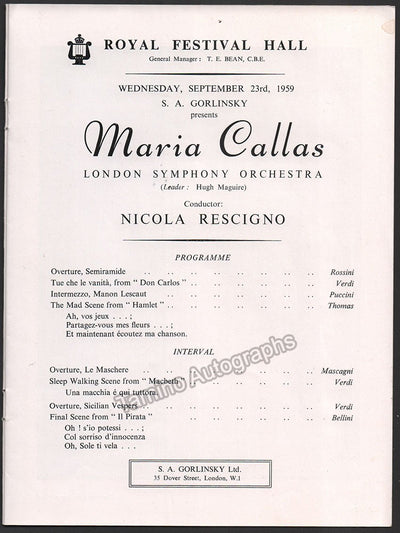 ROYAL FESTIVAL HALL
General Manager: T. E. BEAN, C.B.E.
WEDNESDAY, SEPTEMBER 23rd, 1959
S. A. GORLINSKY
presents
Maria Callas
LONDON SYMPHONY ORCHESTRA
(Leader: Hugh Maguire)
Conductor:
NICOLA RESCIGNO
PROGRAMME
Overture, Semiramide .. .. .. .. .. .. .. Rossini
Tue che le vanità, from "Don Carlos" .. .. .. .. .. .. Verdi
Intermezzo, Manon Lescaut .. .. .. .. .. .. Puccini
The Mad Scene from "Hamlet" .. .. .. .. .. .. Thomas
Ah, vos jeux . . . ;
Partagez-vous mes fleurs . . . ;
Et maintenant écoutez ma chanson.
INTERVAL
Overture, Le Maschere .. .. .. .. .. .. Mascagni
Sleep Walking Scene from "Macbeth" .. .. .. .. .. Verdi
Una macchia é qui tuttora.
Overture, Sicilian Vespers .. .. .. .. .. .. Verdi
Final Scene from "Il Pirata" .. .. .. .. .. .. Bellini
Oh ! s'io potessi . . . ;
Col sorriso d'innocenza
Oh, Sole ti vela . . .
S. A. GORLINSKY Ltd.
35 Dover Street, London, W.1
Tamino Autographs